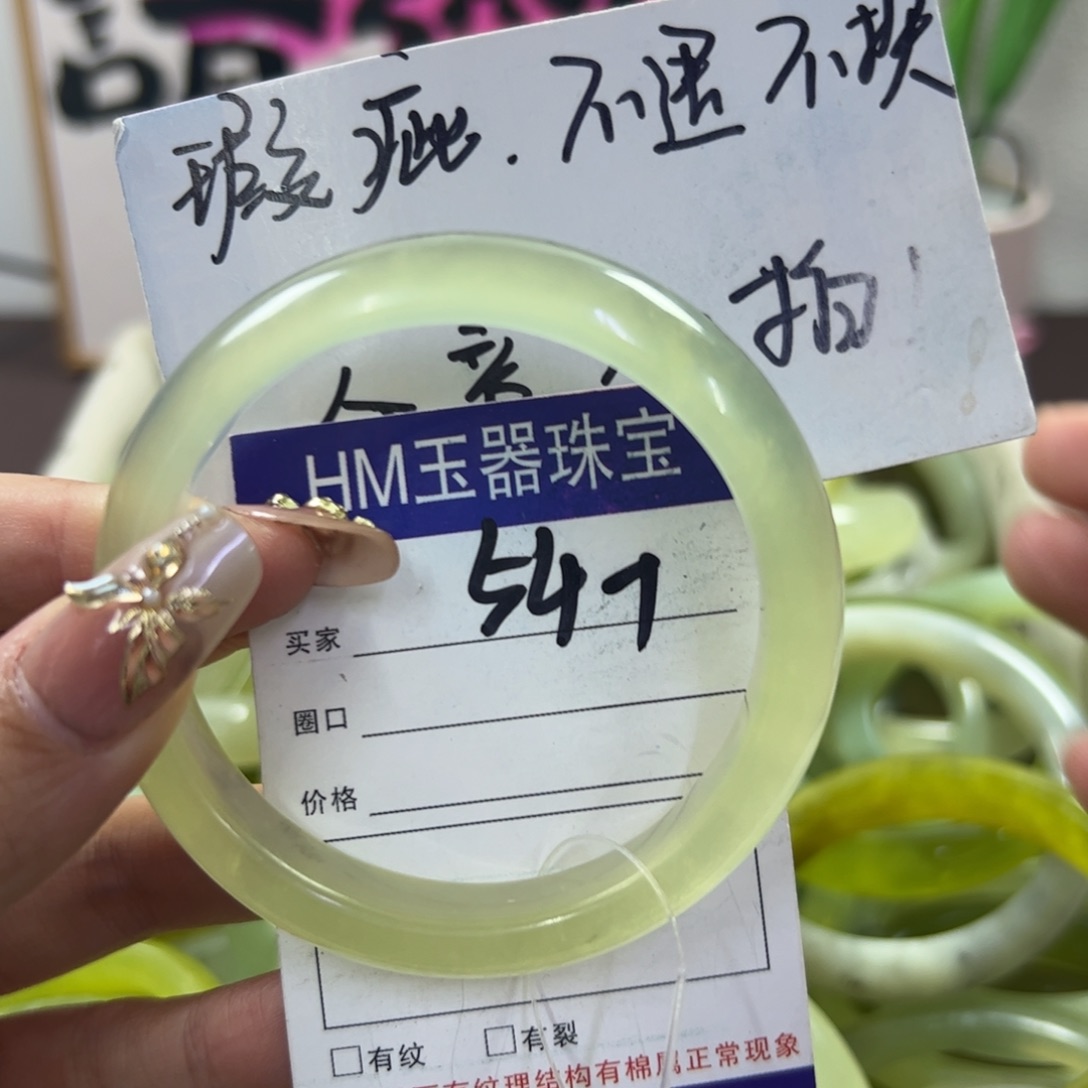 瑕疵.不退不换
拍
HM玉器珠宝
547
买家
圈口
价格
有纹
有裂
纹理结构有棉属正常现象